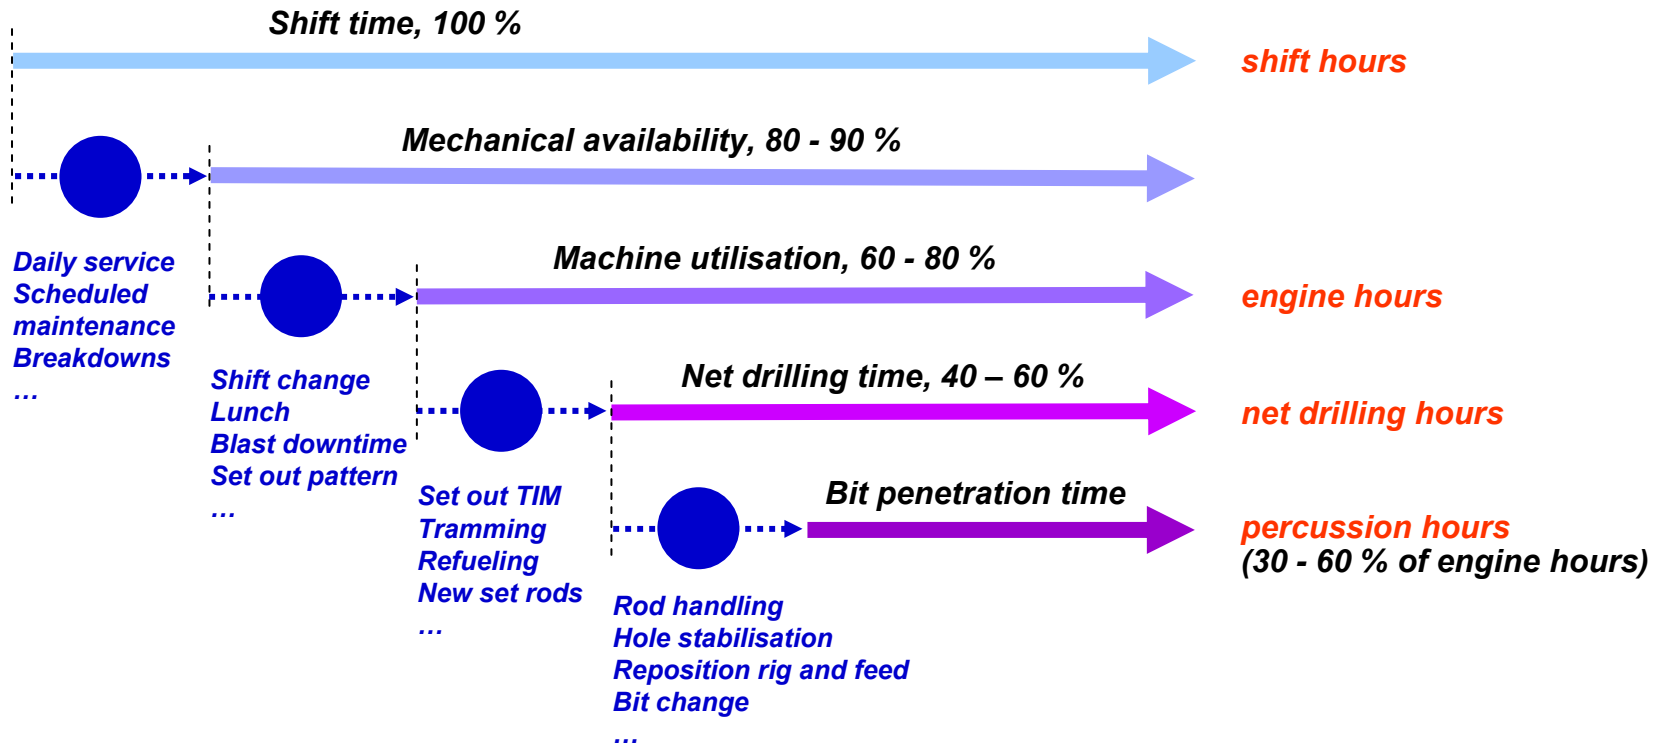 Shift time, 100 %
shift hours
Mechanical availability, 80 - 90 %
Daily service
Scheduled
maintenance
Breakdowns
…
Machine utilisation, 60 - 80 %
engine hours
Shift change
Lunch
Blast downtime
Set out pattern
…
Net drilling time, 40 – 60 %
net drilling hours
Set out TIM
Tramming
Refueling
New set rods
…
Bit penetration time
percussion hours
(30 - 60 % of engine hours)
Rod handling
Hole stabilisation
Reposition rig and feed
Bit change
…